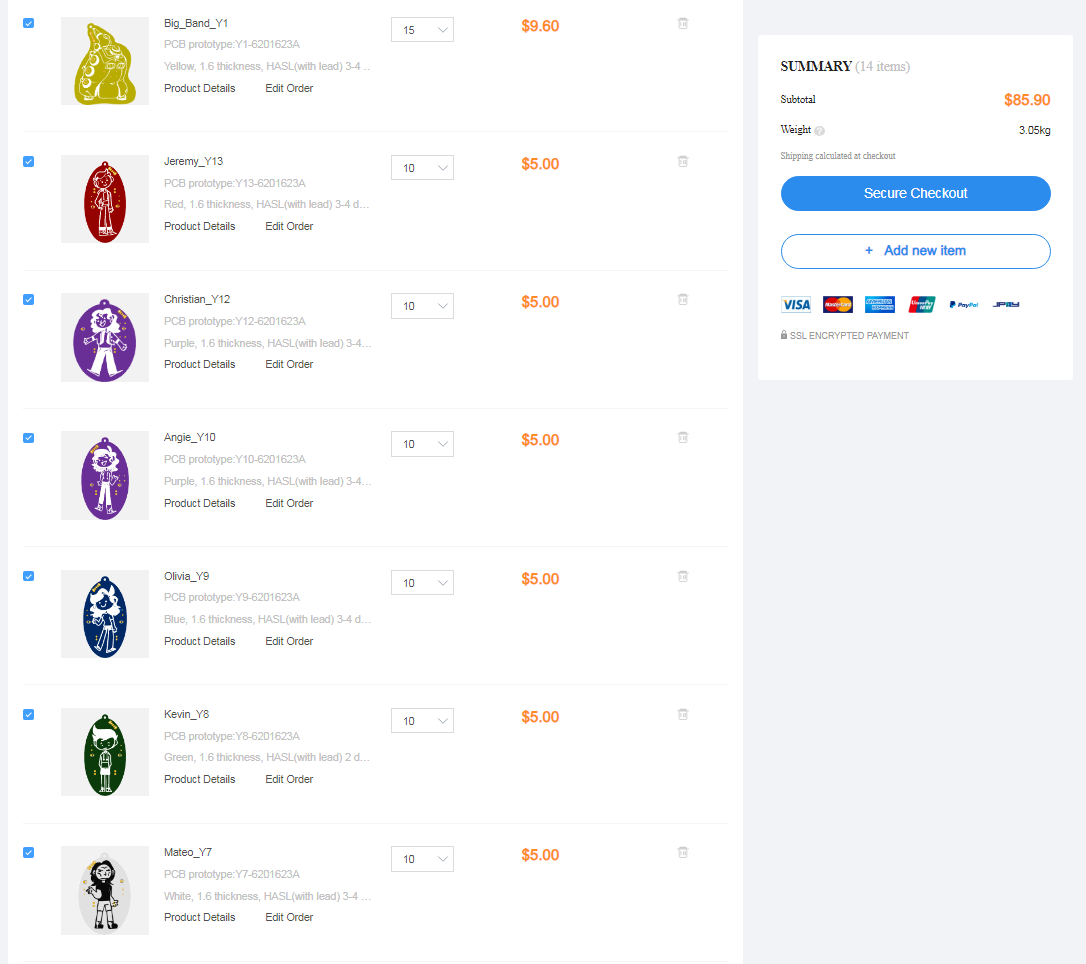 Big_Band_Y1
15
$9.60
PCB prototype:Y1-6201623A
Yellow, 1.6 thickness, HASL(with lead) 3-4...
Product Details Edit Order
Jeremy_Y13
10
$5.00
PCB prototype:Y13-6201623A
Red, 1.6 thickness, HASL(with lead) 3-4 d...
Product Details Edit Order
Christian_Y12
10
$5.00
PCB prototype:Y12-6201623A
Purple, 1.6 thickness, HASL(with lead) 3-4...
Product Details Edit Order
Angie_Y10
10
$5.00
PCB prototype:Y10-6201623A
Purple, 1.6 thickness, HASL(with lead) 3-4...
Product Details Edit Order
Olivia_Y9
10
$5.00
PCB prototype:Y9-6201623A
Blue, 1.6 thickness, HASL(with lead) 3-4 d...
Product Details Edit Order
Kevin_Y8
10
$5.00
PCB prototype:Y8-6201623A
Green, 1.6 thickness, HASL(with lead) 2 d...
Product Details Edit Order
Mateo_Y7
10
$5.00
PCB prototype:Y7-6201623A
White, 1.6 thickness, HASL(with lead) 3-4 ...
Product Details Edit Order
SUMMARY (14 items)
Subtotal $85.90
Weight ? 3.05kg
Shipping calculated at checkout
Secure Checkout
+ Add new item
VISA MasterCard AMERICAN EXPRESS UnionPay PayPal
SSL ENCRYPTED PAYMENT